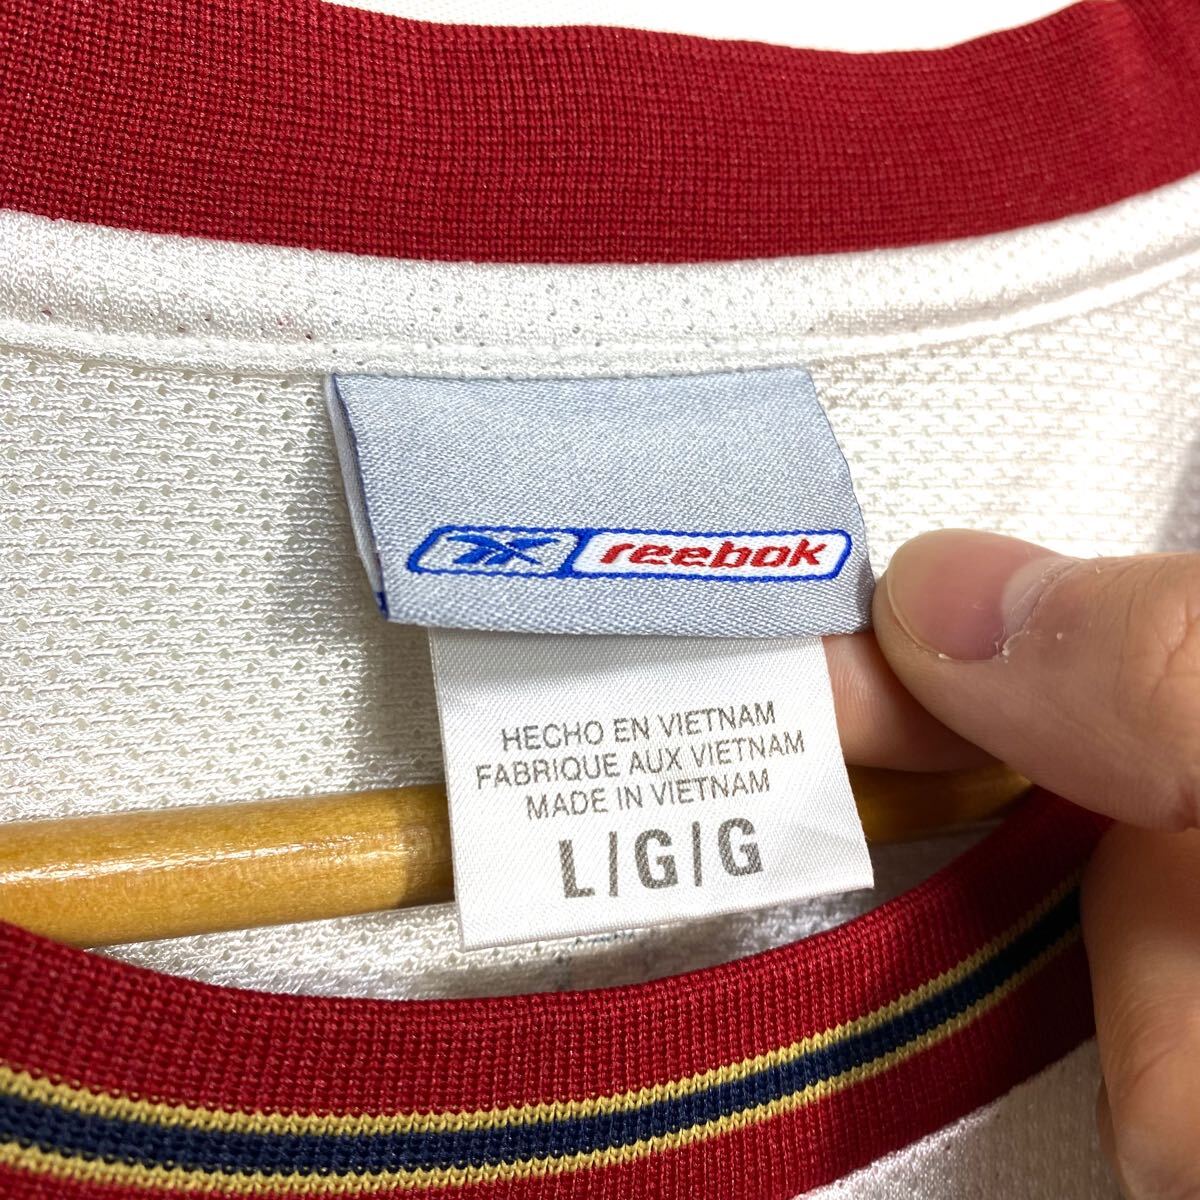 reebok
HECHO EN VIETNAM
FABRIQUE AUX VIETNAM
MADE IN VIETNAM
L/G/G